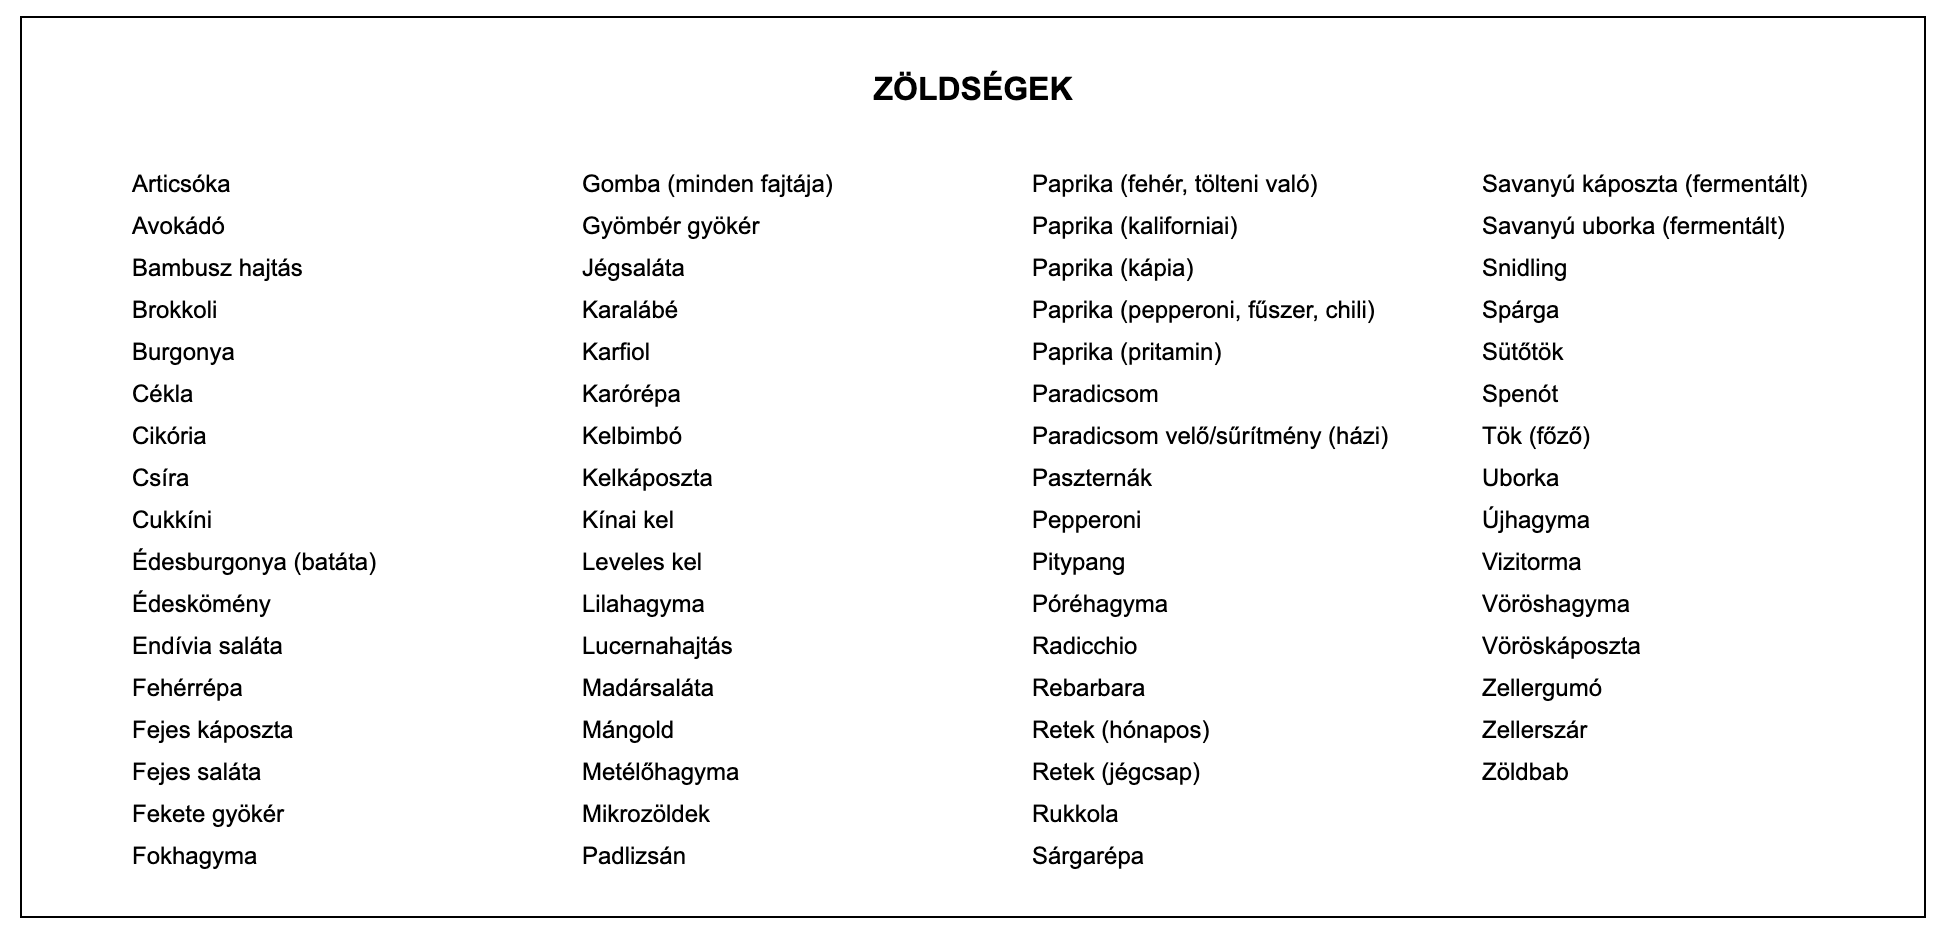 ZÖLDSÉGEK
Articsóka
Avokádó
Bambusz hajtás
Brokkoli
Burgonya
Cékla
Cikória
Csíra
Cukkíni
Édesburgonya (batáta)
Édeskömény
Endívia saláta
Fehérrépa
Fejes káposzta
Fejes saláta
Fekete gyökér
Fokhagyma
Gomba (minden fajtája)
Gyömbér gyökér
Jégsaláta
Karalábé
Karfiol
Karórépa
Kelbimbó
Kelkáposzta
Kínai kel
Leveles kel
Lilahagyma
Lucernahajtás
Madársaláta
Mángold
Metélőhagyma
Mikrozöldek
Padlizsán
Paprika (fehér, tölteni való)
Paprika (kaliforniai)
Paprika (kápia)
Paprika (pepperoni, fűszer, chili)
Paprika (pritamin)
Paradicsom
Paradicsom velő/sűrítmény (házi)
Paszternák
Pepperoni
Pitypang
Póréhagyma
Radicchio
Rebarbara
Retek (hónapos)
Retek (jégcsap)
Rukkola
Sárgarépa
Savanyú káposzta (fermentált)
Savanyú uborka (fermentált)
Snidling
Spárga
Sütőtök
Spenót
Tök (főző)
Uborka
Újhagyma
Vizitorma
Vöröshagyma
Vöröskáposzta
Zellergumó
Zellerszár
Zöldbab